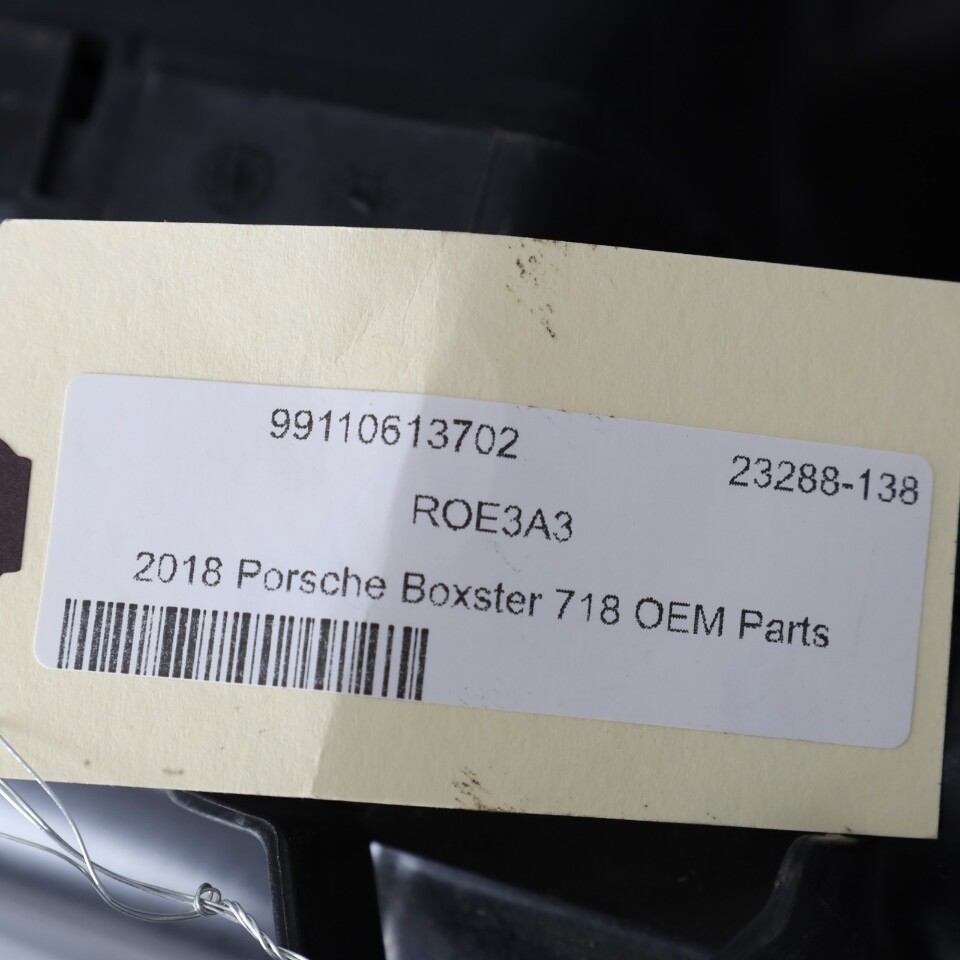 99110613702
23288-138
ROE3A3
2018 Porsche Boxster 718 OEM Parts